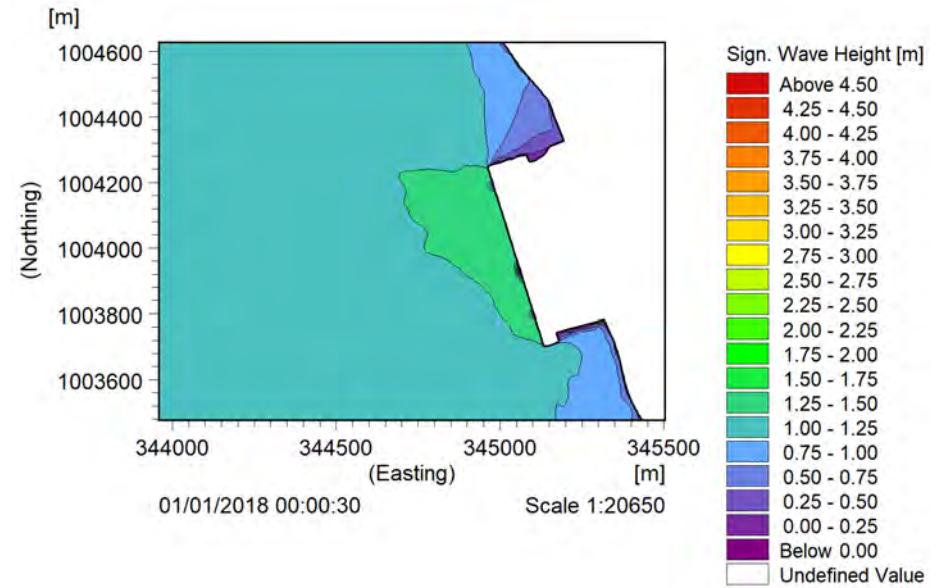 [m]
1004600
1004400
1004200
1004000
1003800
1003600
(Northing)
344000 344500 345000 345500
(Easting) [m]
01/01/2018 00:00:30 Scale 1:20650
Sign. Wave Height [m]
Above 4.50
4.25 - 4.50
4.00 - 4.25
3.75 - 4.00
3.50 - 3.75
3.25 - 3.50
3.00 - 3.25
2.75 - 3.00
2.50 - 2.75
2.25 - 2.50
2.00 - 2.25
1.75 - 2.00
1.50 - 1.75
1.25 - 1.50
1.00 - 1.25
0.75 - 1.00
0.50 - 0.75
0.25 - 0.50
0.00 - 0.25
Below 0.00
Undefined Value